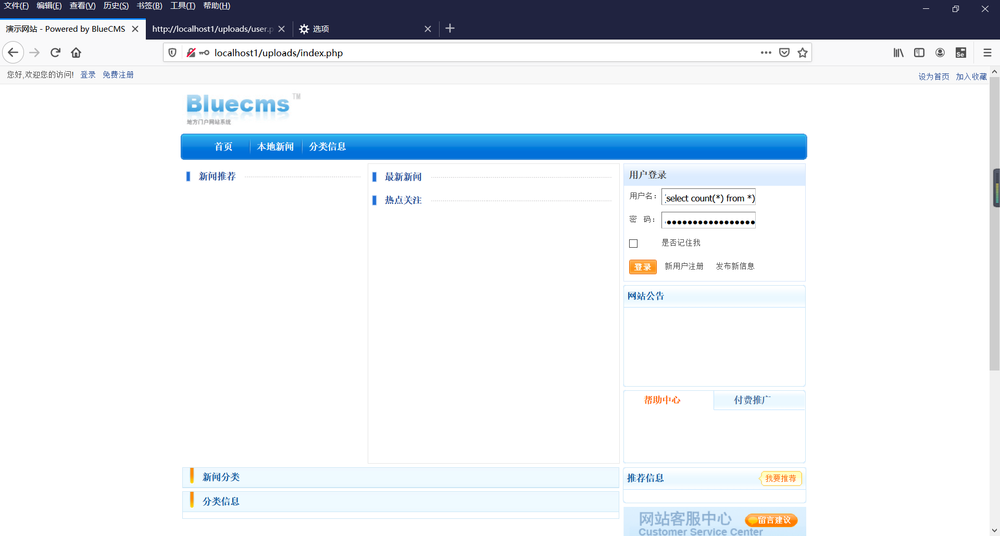 文件(F) 编辑(E) 查看(V) 历史(S) 书签(B) 工具(T) 帮助(H)
演示网站 - Powered by BlueCMS
http://localhost1/uploads/user.p
选项
localhost1/uploads/index.php
Se
您好,欢迎您的访问! 登录 免费注册
设为首页 加入收藏
Bluecms TM
地方门户网站系统
首页 本地新闻 分类信息
新闻推荐
最新新闻
热点关注
用户登录
用户名: select count(*) from *)
密 码:
是否记住我
登录 新用户注册 发布新信息
网站公告
帮助中心 付费推广
新闻分类
分类信息
推荐信息 我要推荐
网站客服中心 留言建议
Customer Service Center